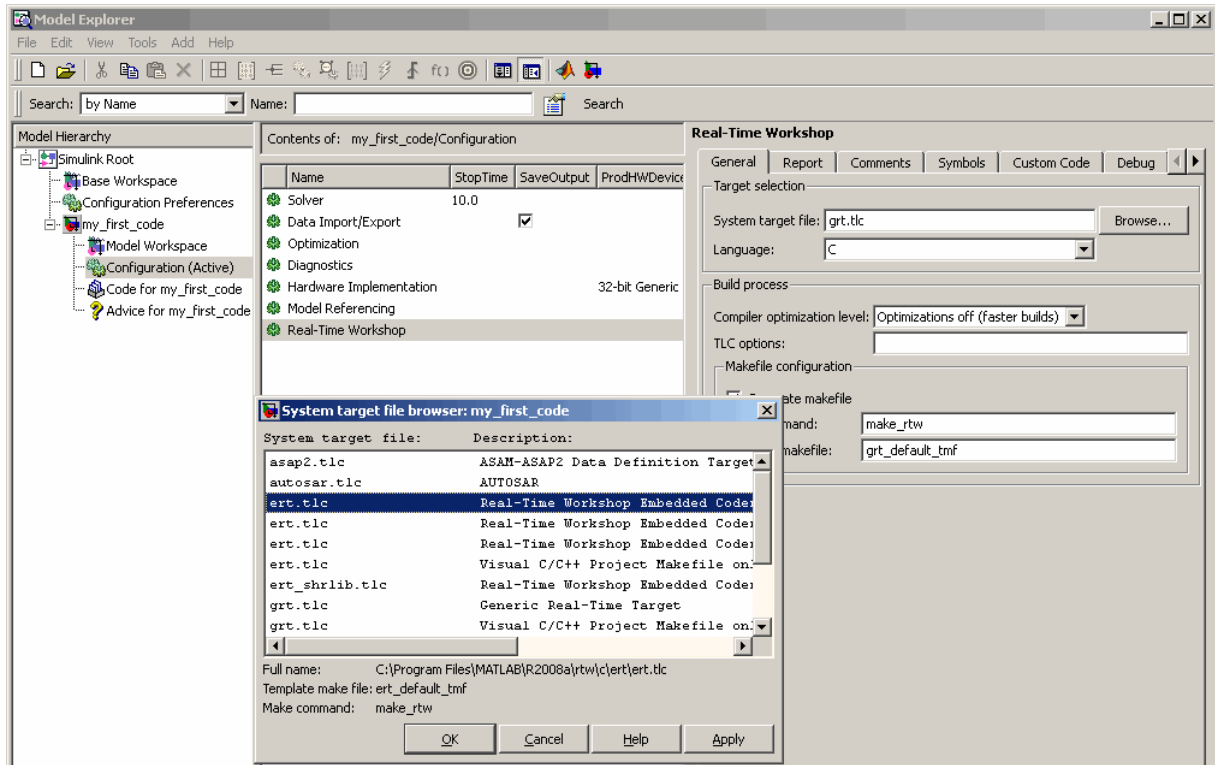 Model Explorer
File Edit View Tools Add Help
Search: by Name Name: Search
Model Hierarchy
Simulink Root
Base Workspace
Configuration Preferences
my_first_code
Model Workspace
Configuration (Active)
Code for my_first_code
Advice for my_first_code
Contents of: my_first_code/Configuration
Name StopTime SaveOutput ProdHWDevice
Solver 10.0
Data Import/Export
Optimization
Diagnostics
Hardware Implementation 32-bit Generic
Model Referencing
Real-Time Workshop
Real-Time Workshop
General Report Comments Symbols Custom Code Debug
Target selection
System target file: grt.tlc Browse...
Language: C
Build process
Compiler optimization level: Optimizations off (faster builds)
TLC options:
Makefile configuration
ate makefile
mand: make_rtw
makefile: grt_default_tmf
System target file browser: my_first_code
System target file: Description:
asap2.tlc ASAM-ASAP2 Data Definition Target
autosar.tlc AUTOSAR
ert.tlc Real-Time Workshop Embedded Coder
ert.tlc Real-Time Workshop Embedded Coder
ert.tlc Real-Time Workshop Embedded Coder
ert.tlc Visual C/C++ Project Makefile onl
ert_shrlib.tlc Real-Time Workshop Embedded Coder
grt.tlc Generic Real-Time Target
grt.tlc Visual C/C++ Project Makefile onl
Full name: C:\Program Files\MATLAB\R2008a\rtw\c\ert\ert.tlc
Template make file: ert_default_tmf
Make command: make_rtw
OK Cancel Help Apply